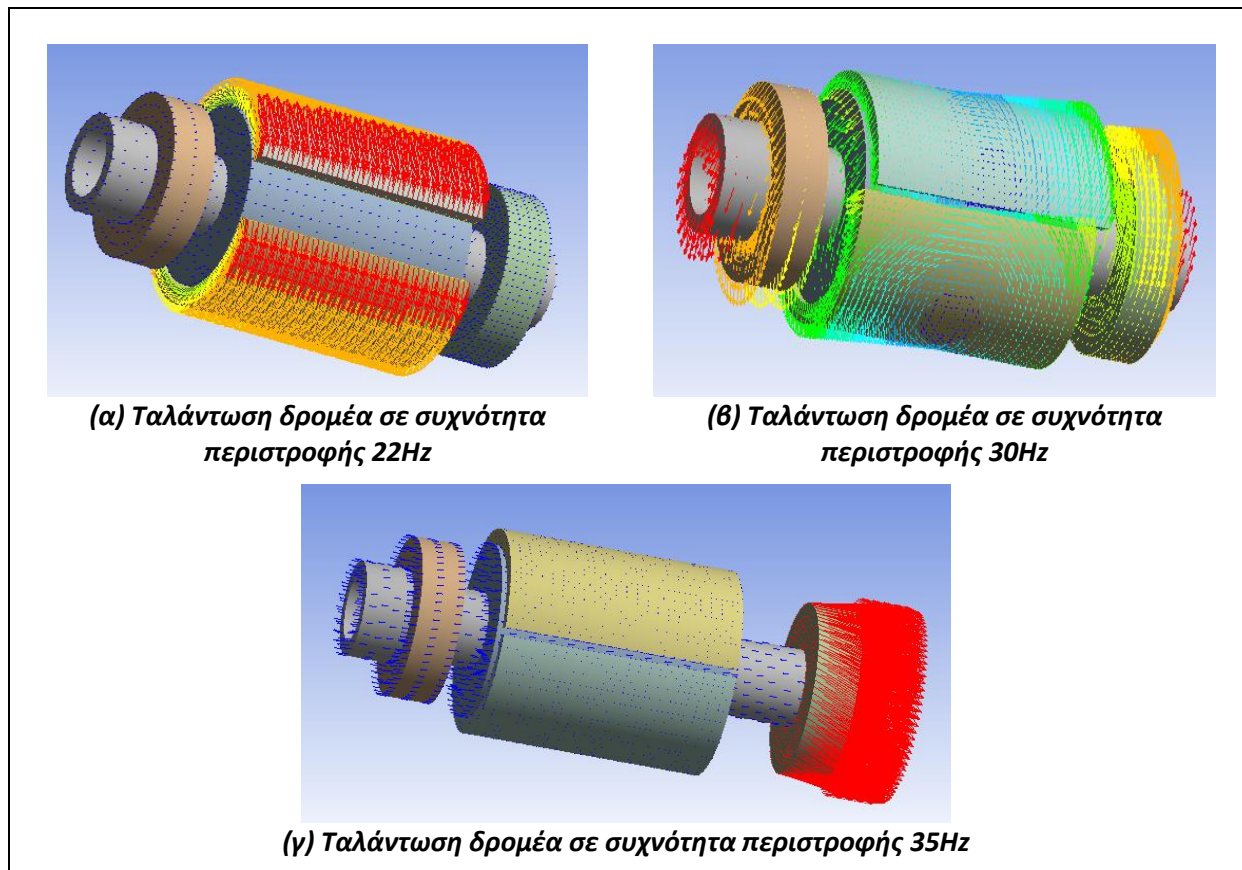 (α) Ταλάντωση δρομέα σε συχνότητα
περιστροφής 22Hz
(β) Ταλάντωση δρομέα σε συχνότητα
περιστροφής 30Hz
(γ) Ταλάντωση δρομέα σε συχνότητα περιστροφής 35Hz